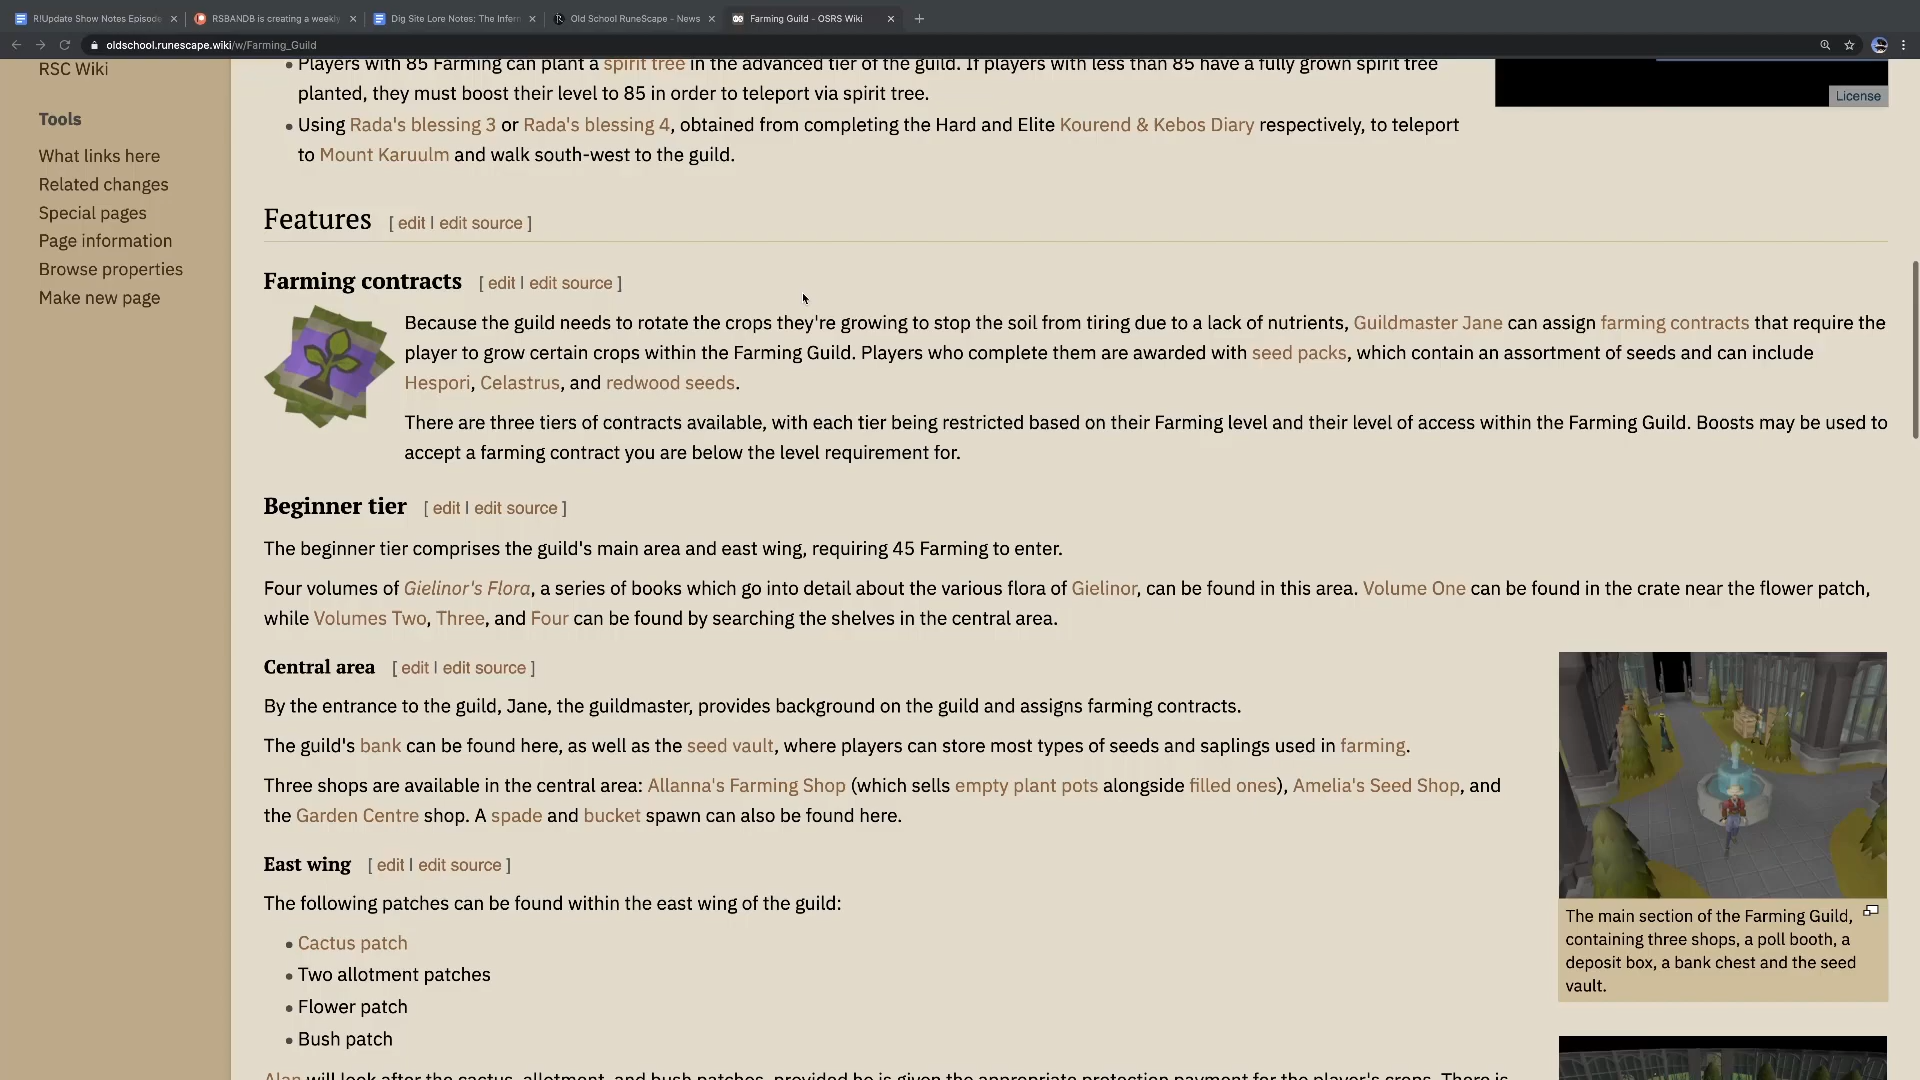 R!Update Show Notes Episode
RSBANDB is creating a weekly
Dig Site Lore Notes: The Infern
Old School RuneScape - News
Farming Guild - OSRS Wiki
oldschool.runescape.wiki/w/Farming_Guild
RSC Wiki
Tools
What links here
Related changes
Special pages
Page information
Browse properties
Make new page
Players with 85 Farming can plant a spirit tree in the advanced tier of the guild. If players with less than 85 have a fully grown spirit tree
planted, they must boost their level to 85 in order to teleport via spirit tree.
Using Rada's blessing 3 or Rada's blessing 4, obtained from completing the Hard and Elite Kourend & Kebos Diary respectively, to teleport
to Mount Karuulm and walk south-west to the guild.
License
Features [ edit | edit source ]
Farming contracts [ edit | edit source ]
Because the guild needs to rotate the crops they're growing to stop the soil from tiring due to a lack of nutrients, Guildmaster Jane can assign farming contracts that require the
player to grow certain crops within the Farming Guild. Players who complete them are awarded with seed packs, which contain an assortment of seeds and can include
Hespori, Celastrus, and redwood seeds.
There are three tiers of contracts available, with each tier being restricted based on their Farming level and their level of access within the Farming Guild. Boosts may be used to
accept a farming contract you are below the level requirement for.
Beginner tier [ edit | edit source ]
The beginner tier comprises the guild's main area and east wing, requiring 45 Farming to enter.
Four volumes of Gielinor's Flora, a series of books which go into detail about the various flora of Gielinor, can be found in this area. Volume One can be found in the crate near the flower patch,
while Volumes Two, Three, and Four can be found by searching the shelves in the central area.
Central area [ edit | edit source ]
By the entrance to the guild, Jane, the guildmaster, provides background on the guild and assigns farming contracts.
The guild's bank can be found here, as well as the seed vault, where players can store most types of seeds and saplings used in farming.
Three shops are available in the central area: Allanna's Farming Shop (which sells empty plant pots alongside filled ones), Amelia's Seed Shop, and
the Garden Centre shop. A spade and bucket spawn can also be found here.
East wing [ edit | edit source ]
The following patches can be found within the east wing of the guild:
Cactus patch
Two allotment patches
Flower patch
Bush patch
Alan will look after the cactus, allotment, and bush patches, provided he is given the appropriate protection payment for the player's crops. There is
The main section of the Farming Guild,
containing three shops, a poll booth, a
deposit box, a bank chest and the seed
vault.